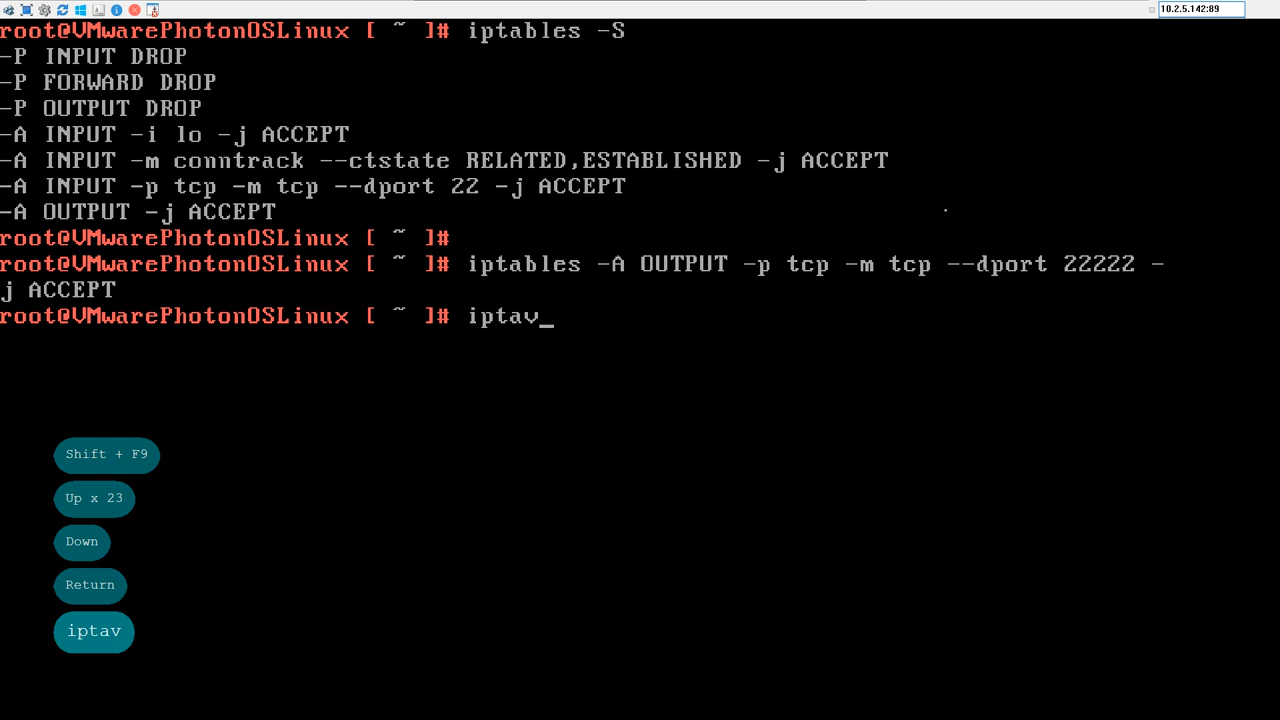 10.2.5.142:89
root@VMwarePhotonOSLinux [ ~ ]# iptables -S
-P INPUT DROP
-P FORWARD DROP
-P OUTPUT DROP
-A INPUT -i lo -j ACCEPT
-A INPUT -m conntrack --ctstate RELATED,ESTABLISHED -j ACCEPT
-A INPUT -p tcp -m tcp --dport 22 -j ACCEPT
-A OUTPUT -j ACCEPT
root@VMwarePhotonOSLinux [ ~ ]#
root@VMwarePhotonOSLinux [ ~ ]# iptables -A OUTPUT -p tcp -m tcp --dport 22222 -
j ACCEPT
root@VMwarePhotonOSLinux [ ~ ]# iptav_
Shift + F9
Up x 23
Down
Return
iptav